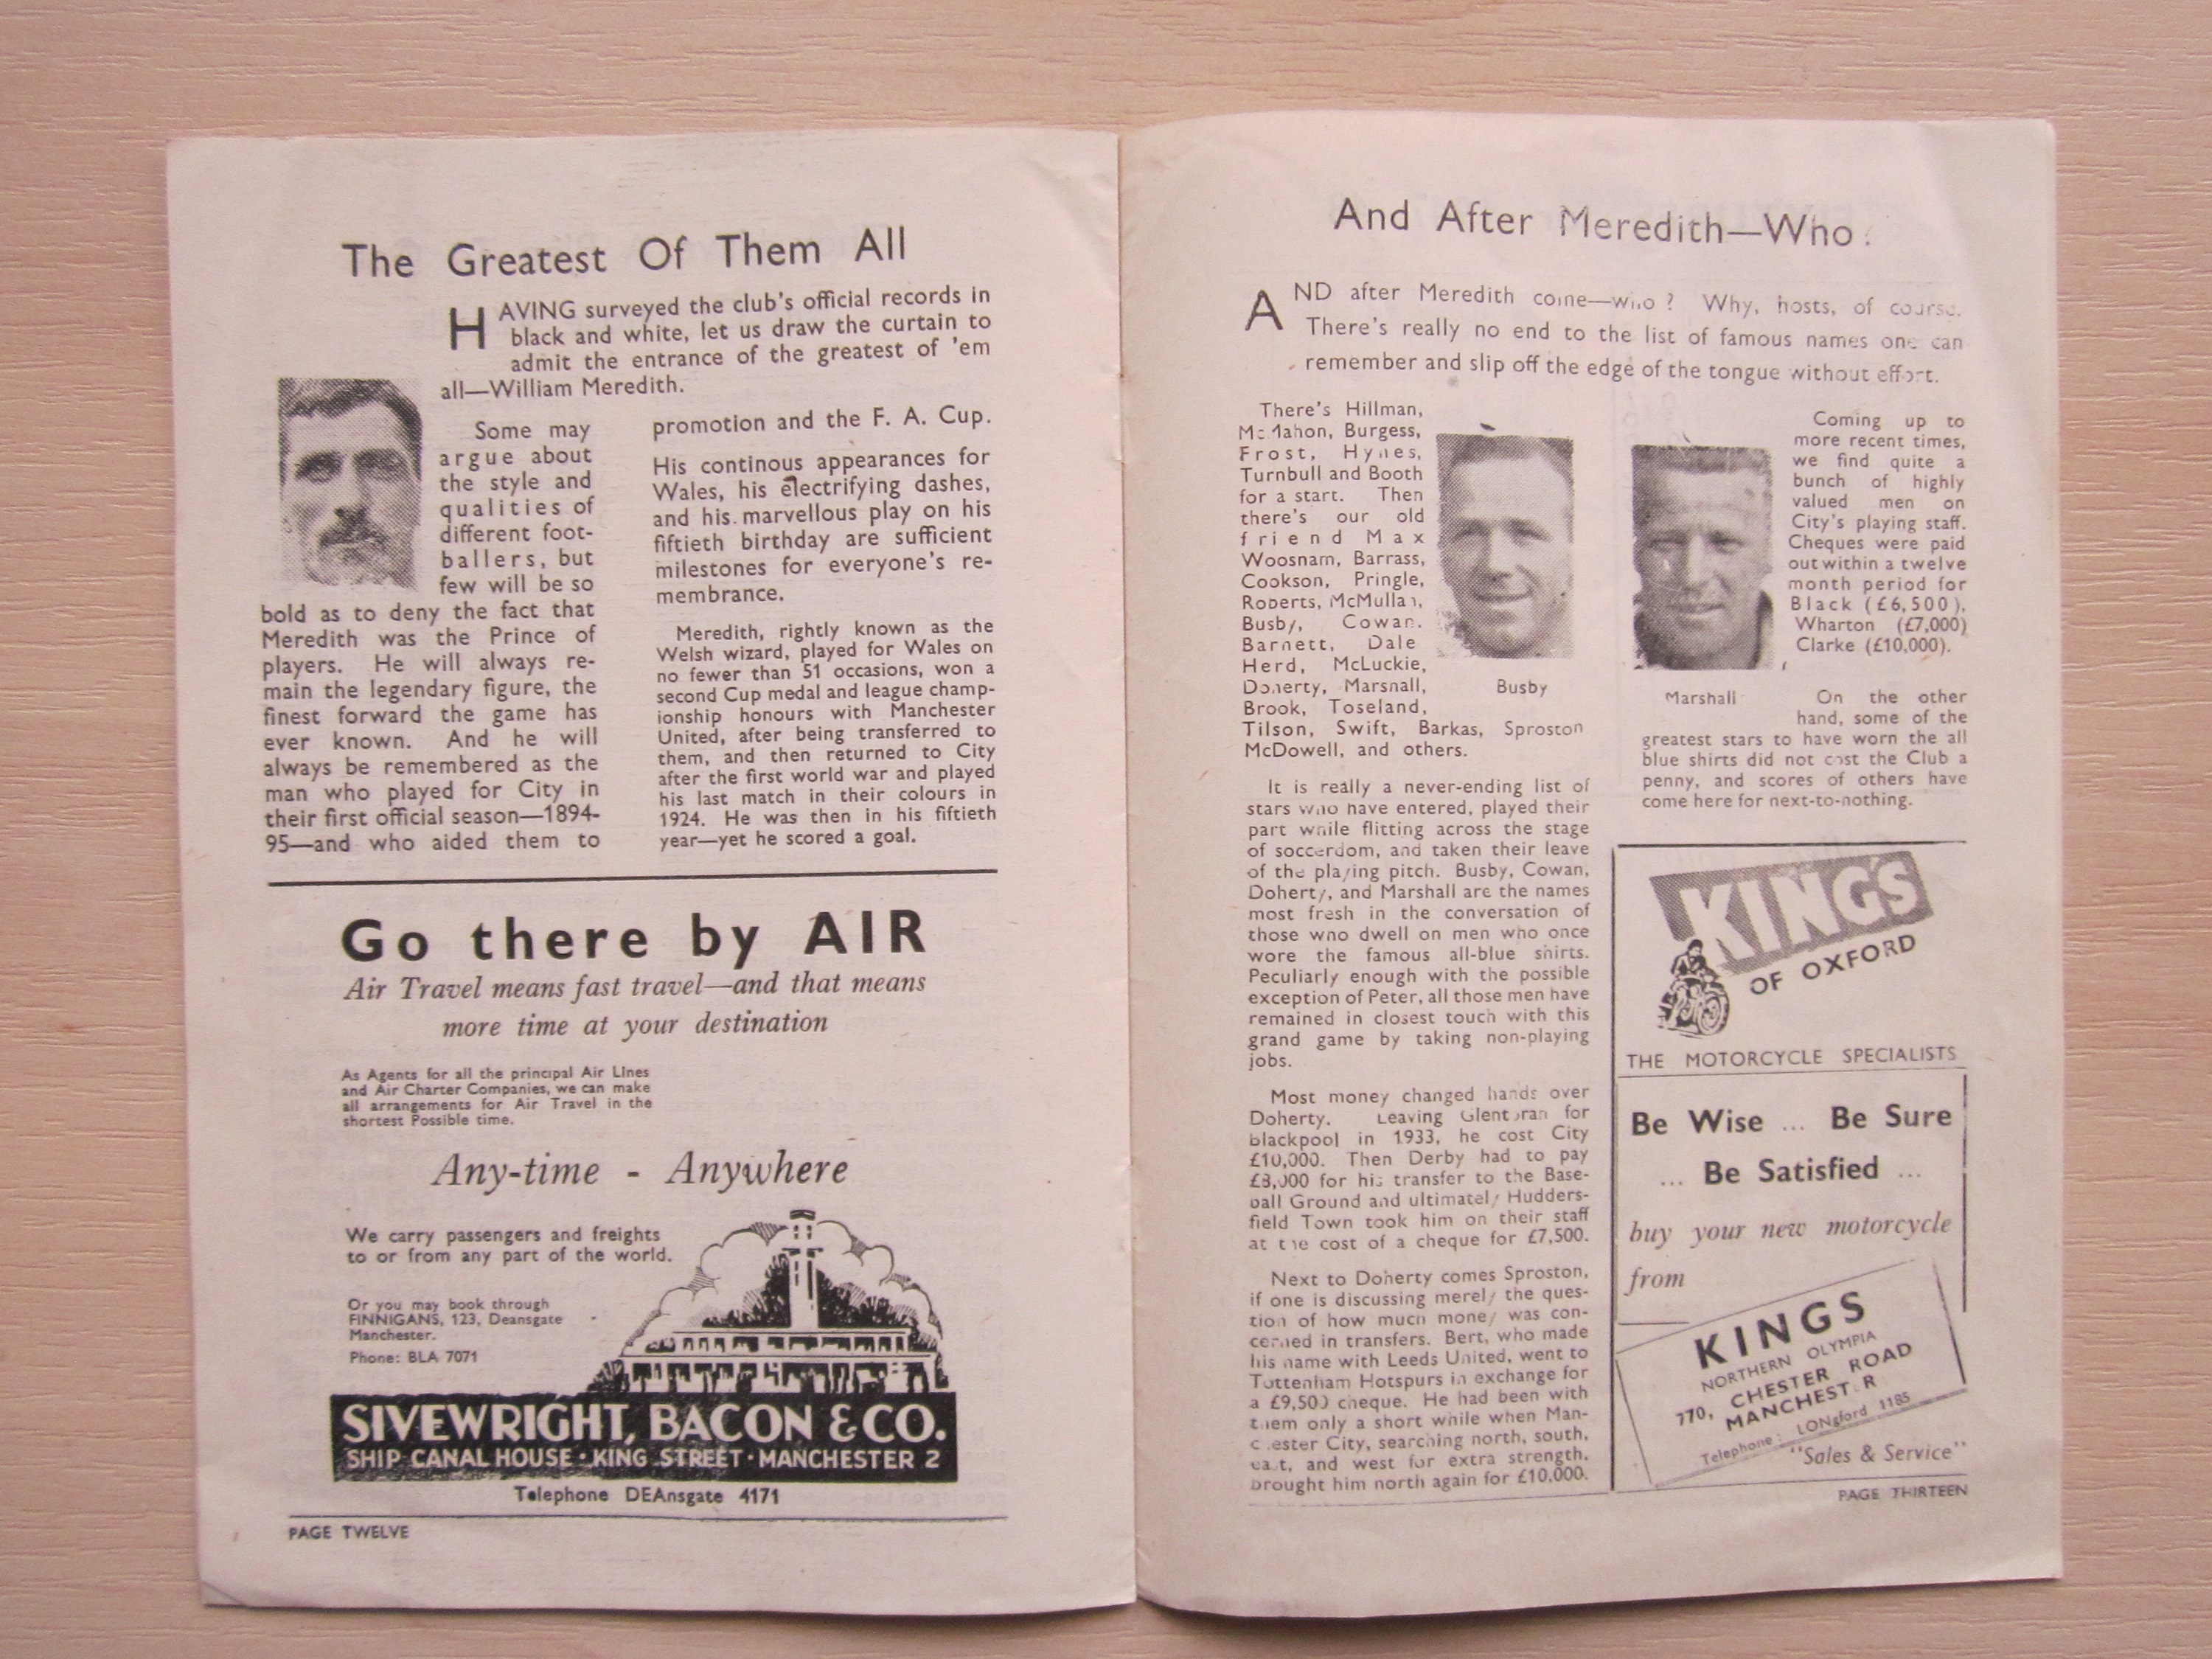 The Greatest Of Them All
HAVING surveyed the club's official records in
black and white, let us draw the curtain to
admit the entrance of the greatest of 'em
all—William Meredith.
Some may
argue about
the style and
qualities of
different foot-
ballers, but
few will be so
bold as to deny the fact that
Meredith was the Prince of
players. He will always re-
main the legendary figure, the
finest forward the game has
ever known. And he will
always be remembered as the
man who played for City in
their first official season—1894-
95—and who aided them to
promotion and the F. A. Cup.
His continous appearances for
Wales, his electrifying dashes,
and his marvellous play on his
fiftieth birthday are sufficient
milestones for everyone's re-
membrance.
Meredith, rightly known as the
Welsh wizard, played for Wales on
no fewer than 51 occasions, won a
second Cup medal and league champ-
ionship honours with Manchester
United, after being transferred to
them, and then returned to City
after the first world war and played
his last match in their colours in
1924. He was then in his fiftieth
year—yet he scored a goal.
Go there by AIR
Air Travel means fast travel—and that means
more time at your destination
As Agents for all the principal Air Lines
and Air Charter Companies, we can make
all arrangements for Air Travel in the
shortest Possible time.
Any-time - Anywhere
We carry passengers and freights
to or from any part of the world.
Or you may book through
FINNIGANS, 123, Deansgate
Manchester.
Phone: BLA 7071
SIVEWRIGHT, BACON & CO.
SHIP CANAL HOUSE · KING STREET · MANCHESTER 2
Telephone DEAnsgate 4171
PAGE TWELVE
And After Meredith—Who?
AND after Meredith come—who? Why, hosts, of course.
There's really no end to the list of famous names one can
remember and slip off the edge of the tongue without effort.
There's Hillman,
McMahon, Burgess,
Frost, Hynes,
Turnbull and Booth
for a start. Then
there's our old
friend Max
Woosnam, Barrass,
Cookson, Pringle,
Roberts, McMullan,
Busby, Cowan.
Barnett, Dale
Herd, McLuckie,
Doherty, Marshall,
Brook, Toseland,
Tilson, Swift, Barkas, Sproston
McDowell, and others.
Busby
It is really a never-ending list of
stars who have entered, played their
part while flitting across the stage
of soccerdom, and taken their leave
of the playing pitch. Busby, Cowan,
Doherty, and Marshall are the names
most fresh in the conversation of
those who dwell on men who once
wore the famous all-blue shirts.
Peculiarly enough with the possible
exception of Peter, all those men have
remained in closest touch with this
grand game by taking non-playing
jobs.
Most money changed hands over
Doherty. Leaving Glentoran for
blackpool in 1933, he cost City
£10,000. Then Derby had to pay
£8,000 for his transfer to the Base-
ball Ground and ultimately Hudders-
field Town took him on their staff
at the cost of a cheque for £7,500.
Next to Doherty comes Sproston,
if one is discussing merely the ques-
tion of how much money was con-
cerned in transfers. Bert, who made
his name with Leeds United, went to
Tottenham Hotspurs in exchange for
a £9,500 cheque. He had been with
them only a short while when Man-
chester City, searching north, south,
east, and west for extra strength,
brought him north again for £10,000.
Marshall
Coming up to
more recent times,
we find quite a
bunch of highly
valued men on
City's playing staff.
Cheques were paid
out within a twelve
month period for
Black (£6,500),
Wharton (£7,000)
Clarke (£10,000).
On the other
hand, some of the
greatest stars to have worn the all
blue shirts did not cost the Club a
penny, and scores of others have
come here for next-to-nothing.
KINGS
OF OXFORD
THE MOTORCYCLE SPECIALISTS
Be Wise ... Be Sure
... Be Satisfied ...
buy your new motorcycle
from
KINGS
NORTHERN OLYMPIA
770, CHESTER ROAD
MANCHESTER
Telephone: LONgford 1185
"Sales & Service"
PAGE THIRTEEN